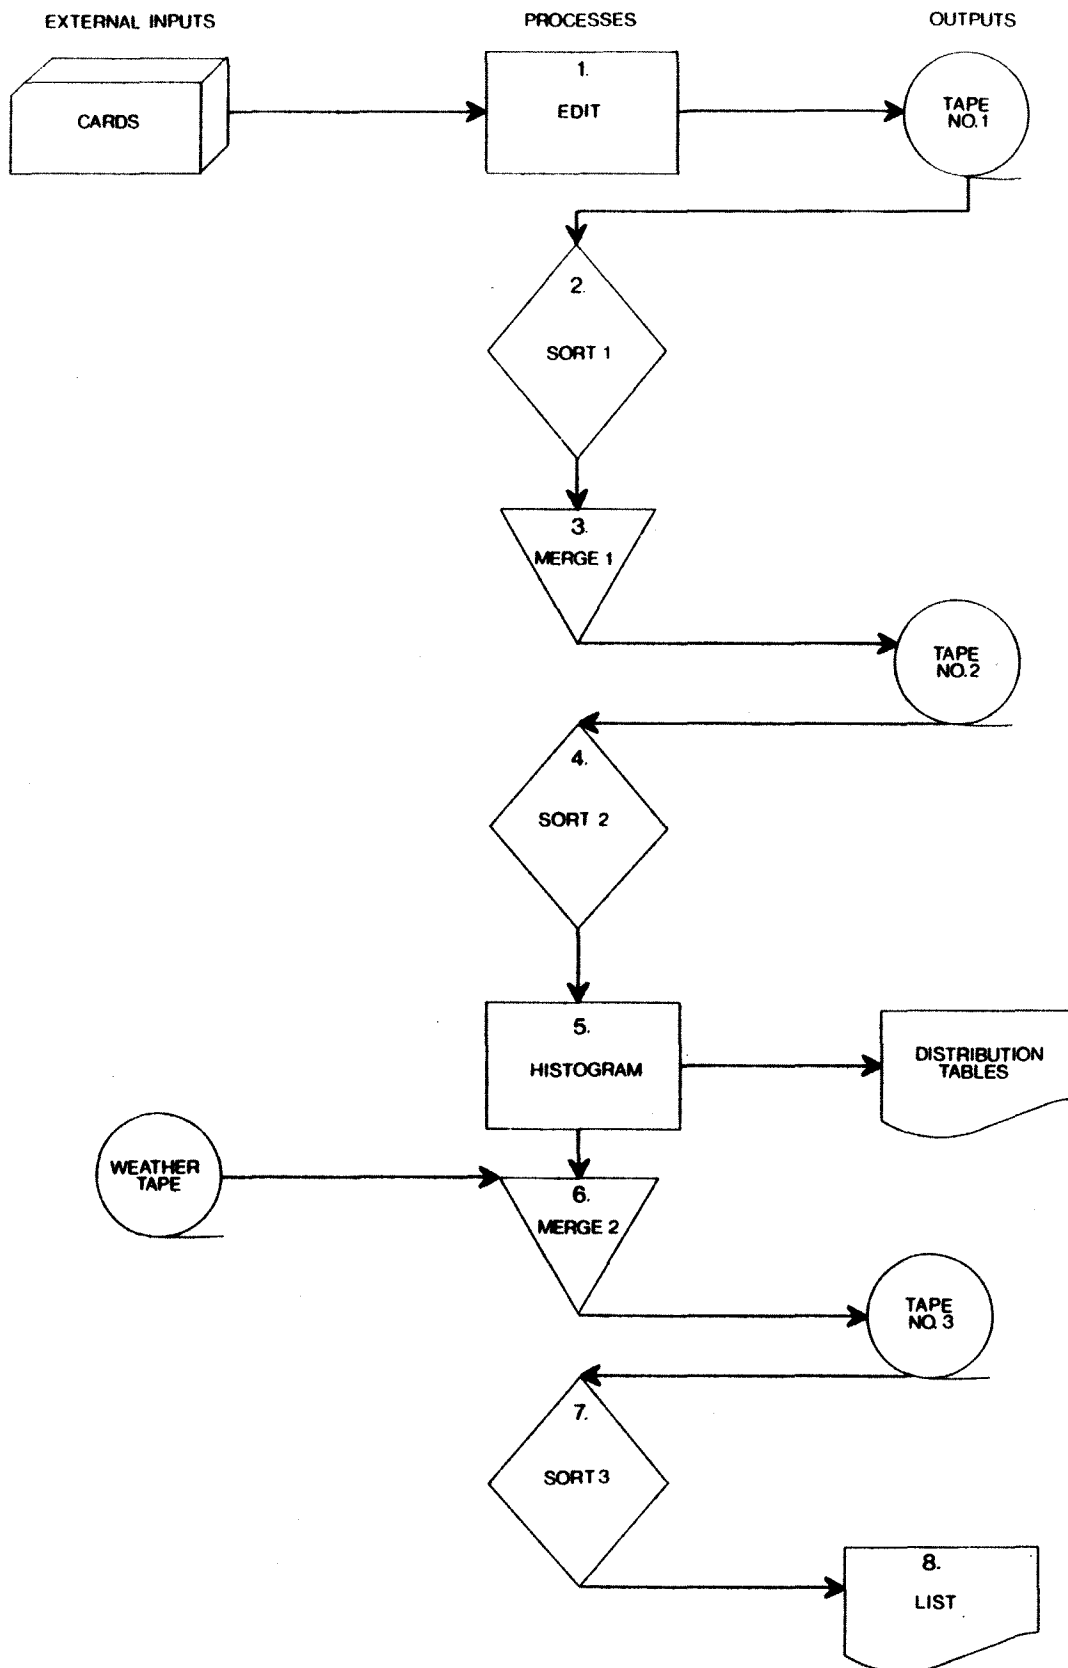 EXTERNAL INPUTS
PROCESSES
OUTPUTS
CARDS
1.
EDIT
TAPE
NO.1
2.
SORT 1
3.
MERGE 1
TAPE
NO.2
4.
SORT 2
5.
HISTOGRAM
DISTRIBUTION
TABLES
WEATHER
TAPE
6.
MERGE 2
TAPE
NO. 3
7.
SORT 3
8.
LIST